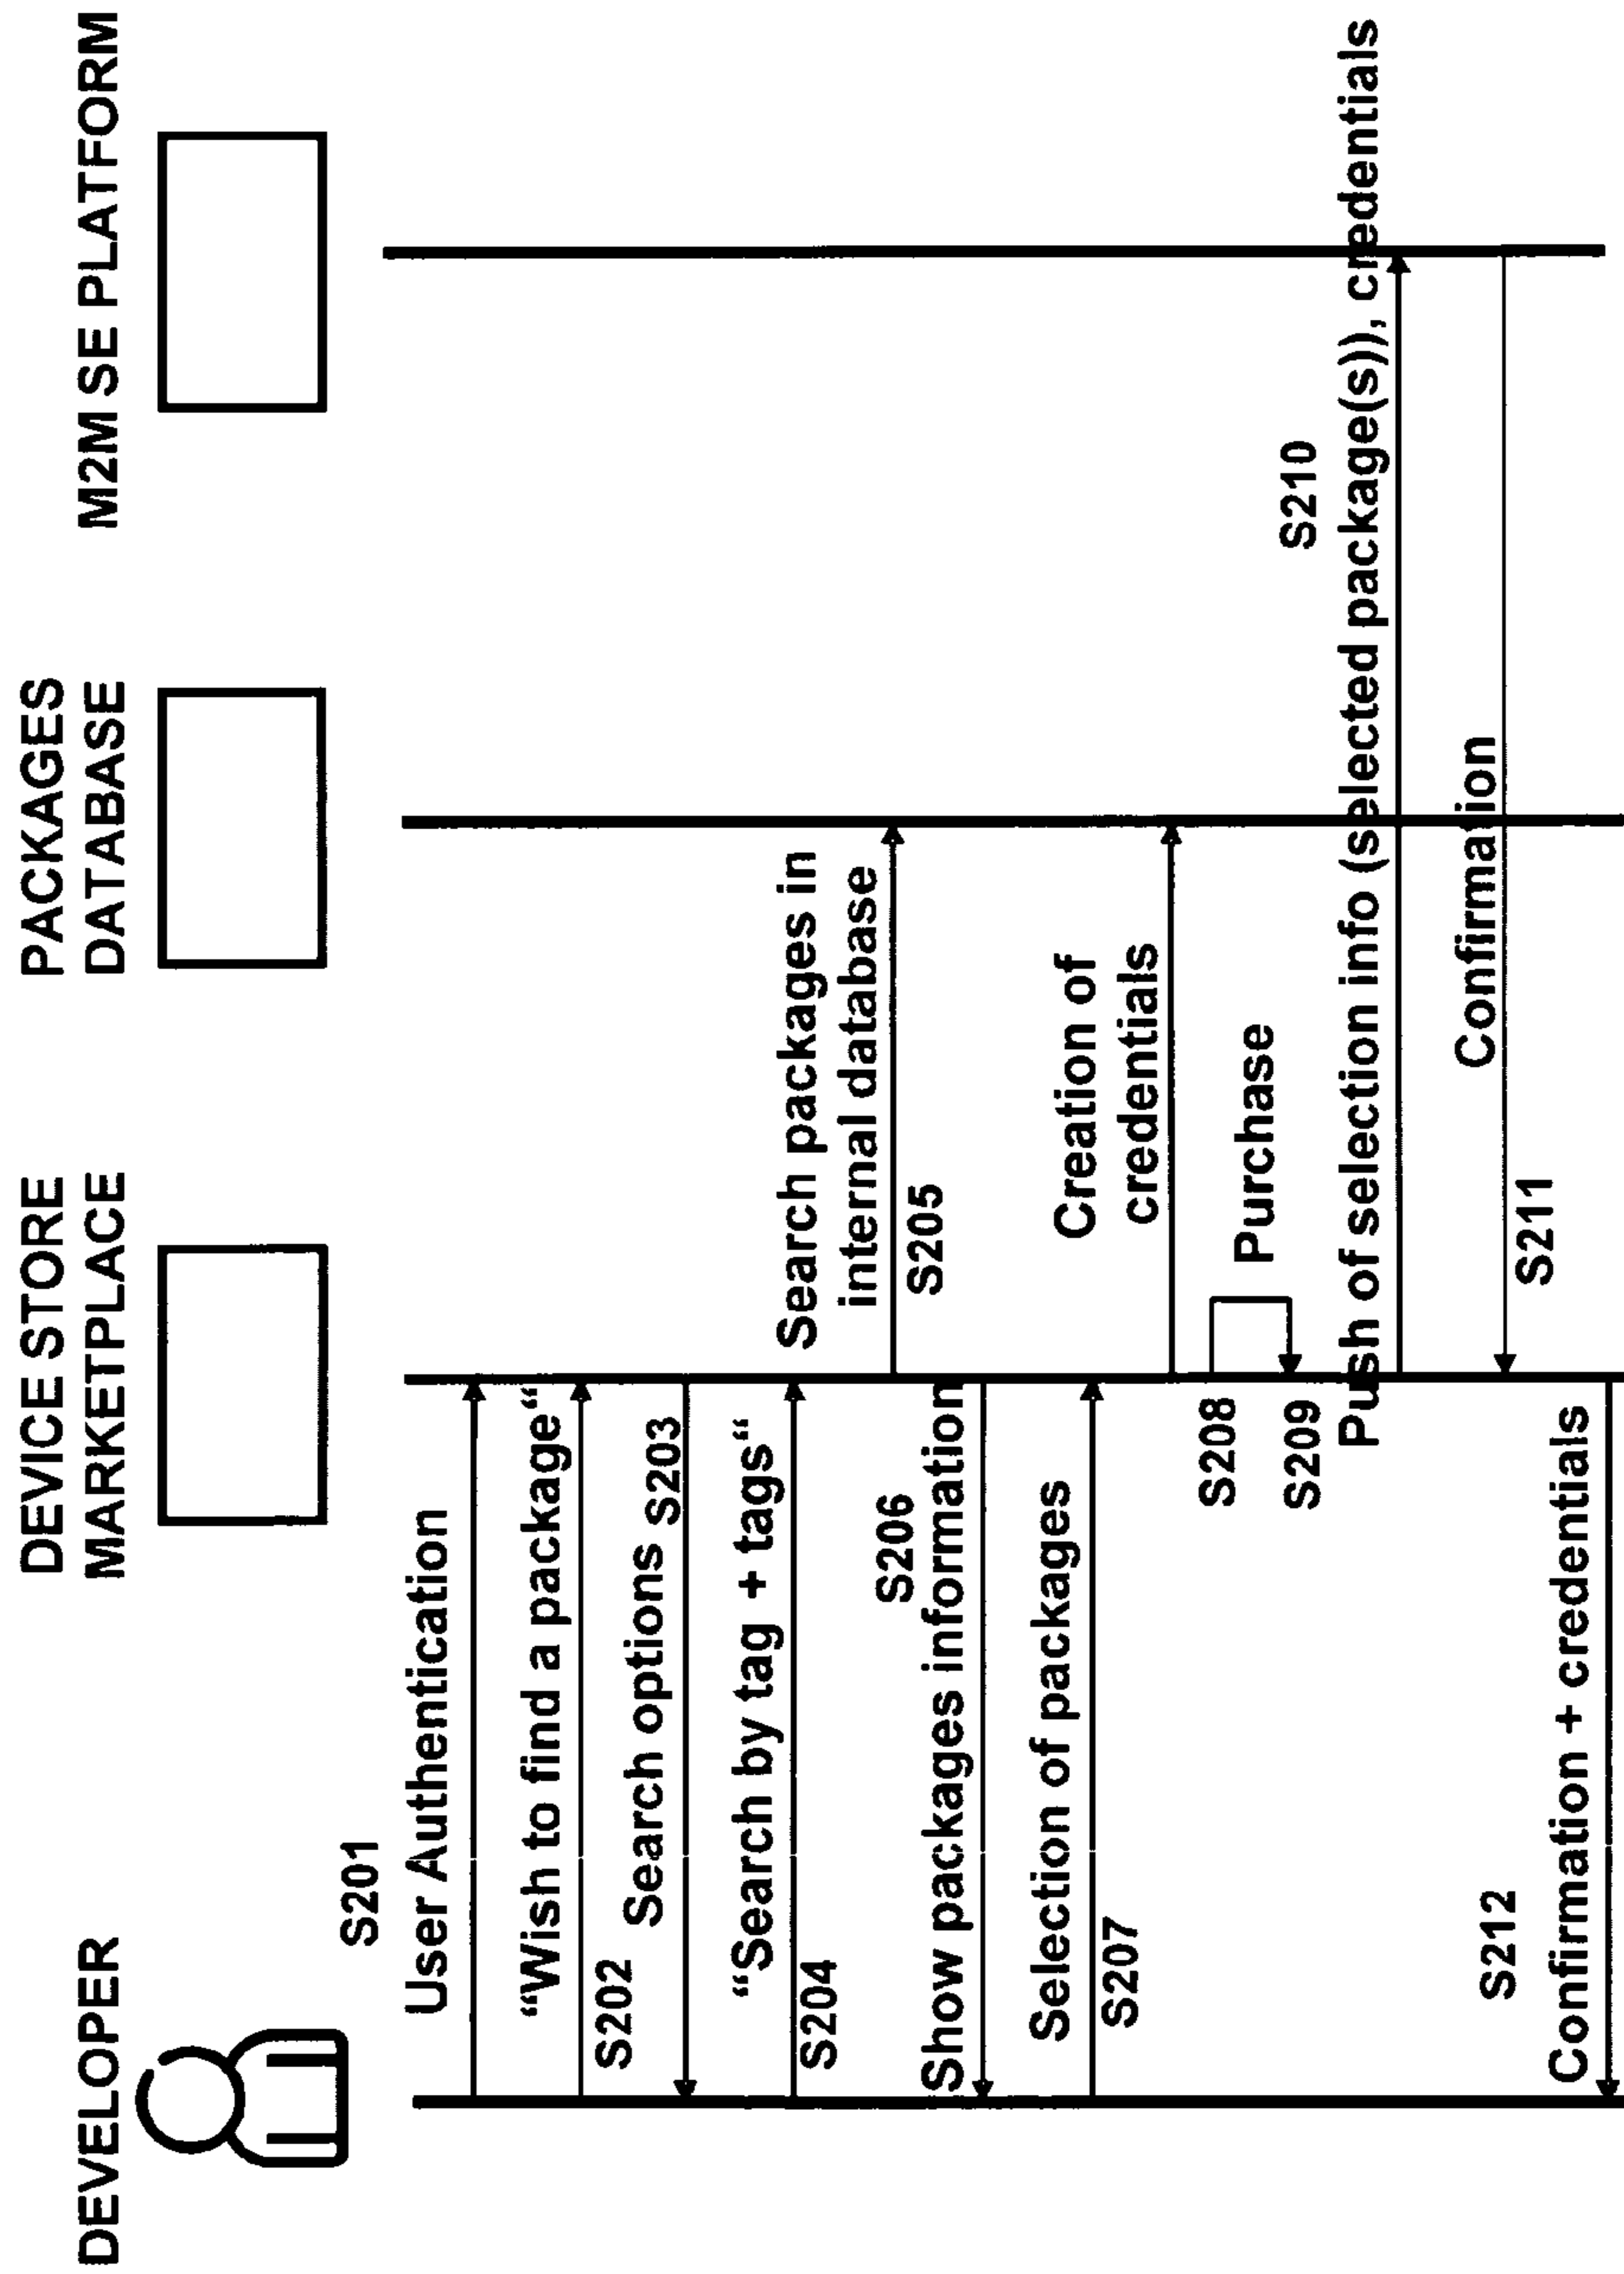 DEVELOPER
DEVICE STORE
MARKETPLACE
PACKAGES
DATABASE
M2M SE PLATFORM
S201
User Authentication
“Wish to find a package“
S202
Search options S203
“Search by tag + tags“
S204
Search packages in
internal database
S205
S206
Show packages information
Selection of packages
S207
Creation of
credentials
S208
Purchase
S209
S210
Push of selection info (selected package(s)), credentials
Confirmation
S211
S212
Confirmation + credentials